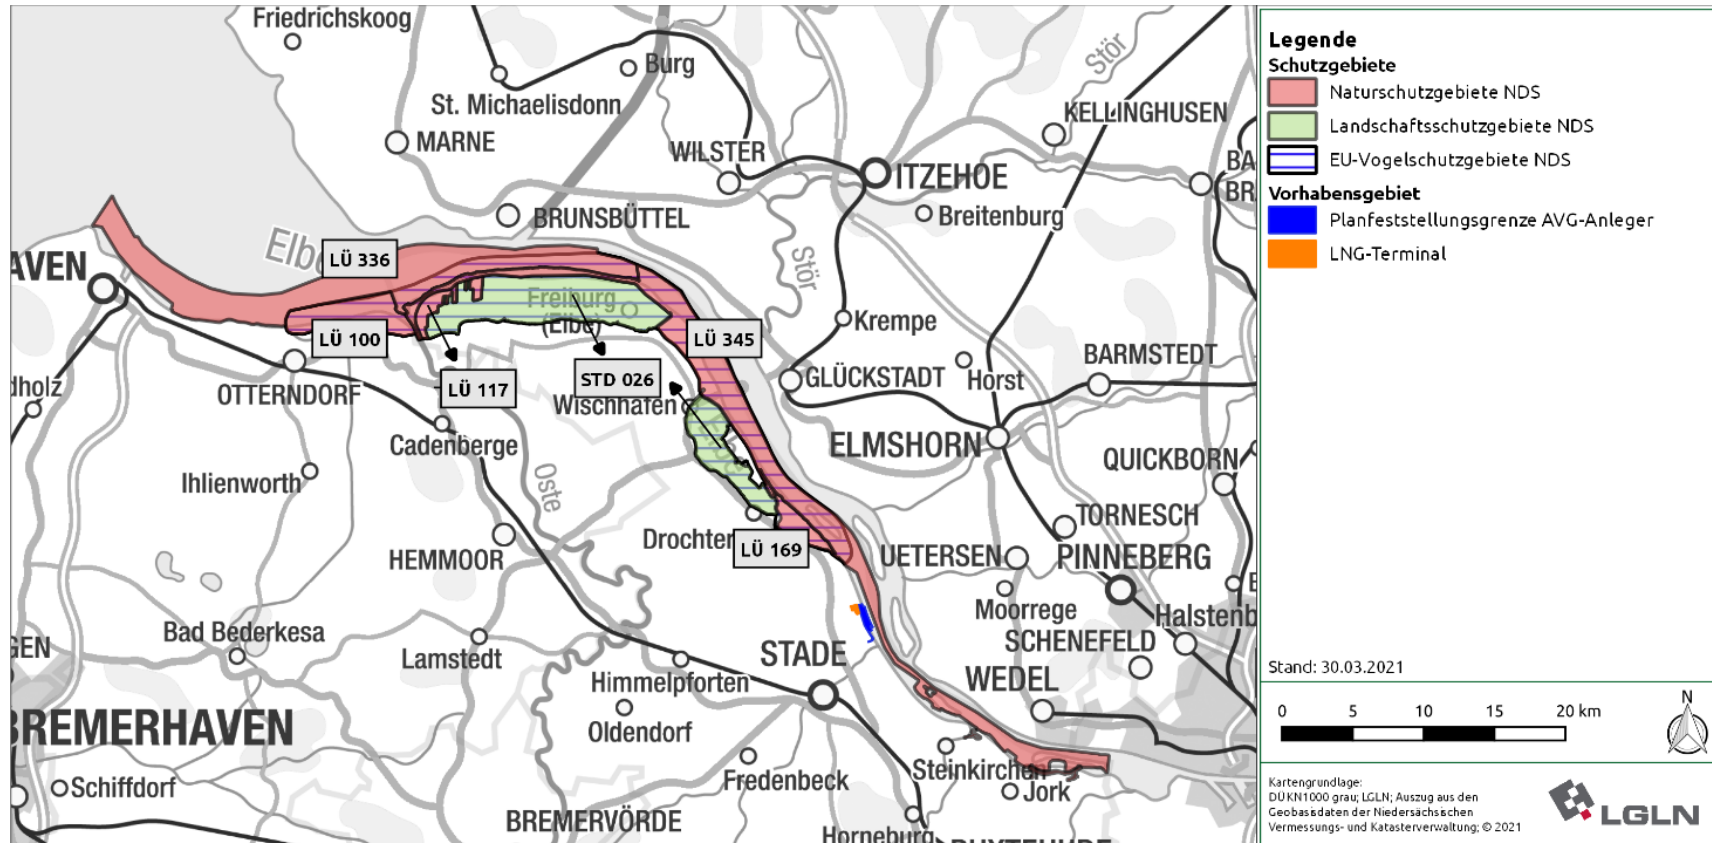 Friedrichskoog
Burg
St. Michaelisdonn
MARNE
WILSTER
Stör
KELLINGHUSEN
ITZEHOE
Breitenburg
BRUNSBÜTTEL
LÜ 336
Stör
AVEN
Freiburg
(Elbe)
LÜ 100
LÜ 345
Krempe
BARMSTEDT
OTTERNDORF
LÜ 117
STD 026
GLÜCKSTADT
Horst
Wischhafen
Cadenberge
ELMSHORN
QUICKBORN
Ihlienworth
Oste
TORNESCH
Drochter
LÜ 169
HEMMOOR
UETERSEN
PINNEBERG
Moorrege
Halstenb
Bad Bederkesa
Lamstedt
STADE
SCHENEFELD
Himmelpforten
WEDEL
Oldendorf
BREMERHAVEN
Schiffdorf
Fredenbeck
Steinkirchen
Jork
BREMERVÖRDE
Horneburg
Legende
Schutzgebiete
Naturschutzgebiete NDS
Landschaftsschutzgebiete NDS
EU-Vogelschutzgebiete NDS
Vorhabensgebiet
Planfeststellungsgrenze AVG-Anleger
LNG-Terminal
Stand: 30.03.2021
0 5 10 15 20 km
N
Kartengrundlage:
DÜKN1000 grau; LGLN; Auszug aus den
Geobasisdaten der Niedersächsischen
Vermessungs- und Katasterverwaltung; © 2021
LGLN